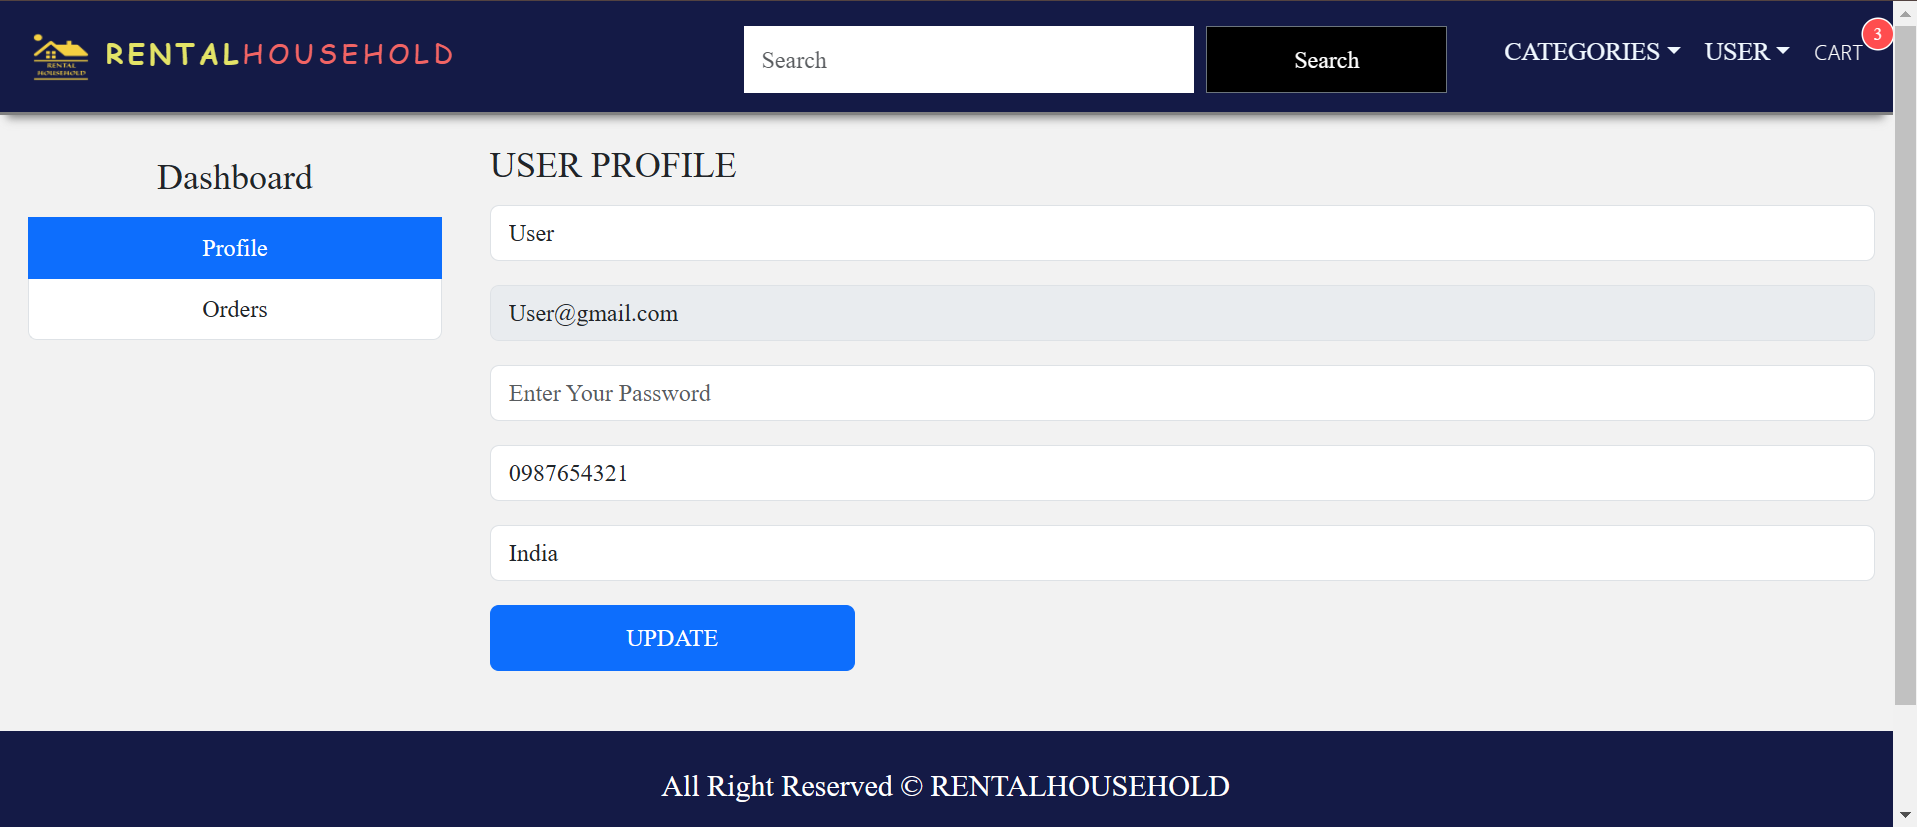 RENTAL
HOUSEHOLD
RENTALHOUSEHOLD
Search
Search
CATEGORIES
USER
CART
3
Dashboard
Profile
Orders
USER PROFILE
User
User@gmail.com
Enter Your Password
0987654321
India
UPDATE
All Right Reserved © RENTALHOUSEHOLD